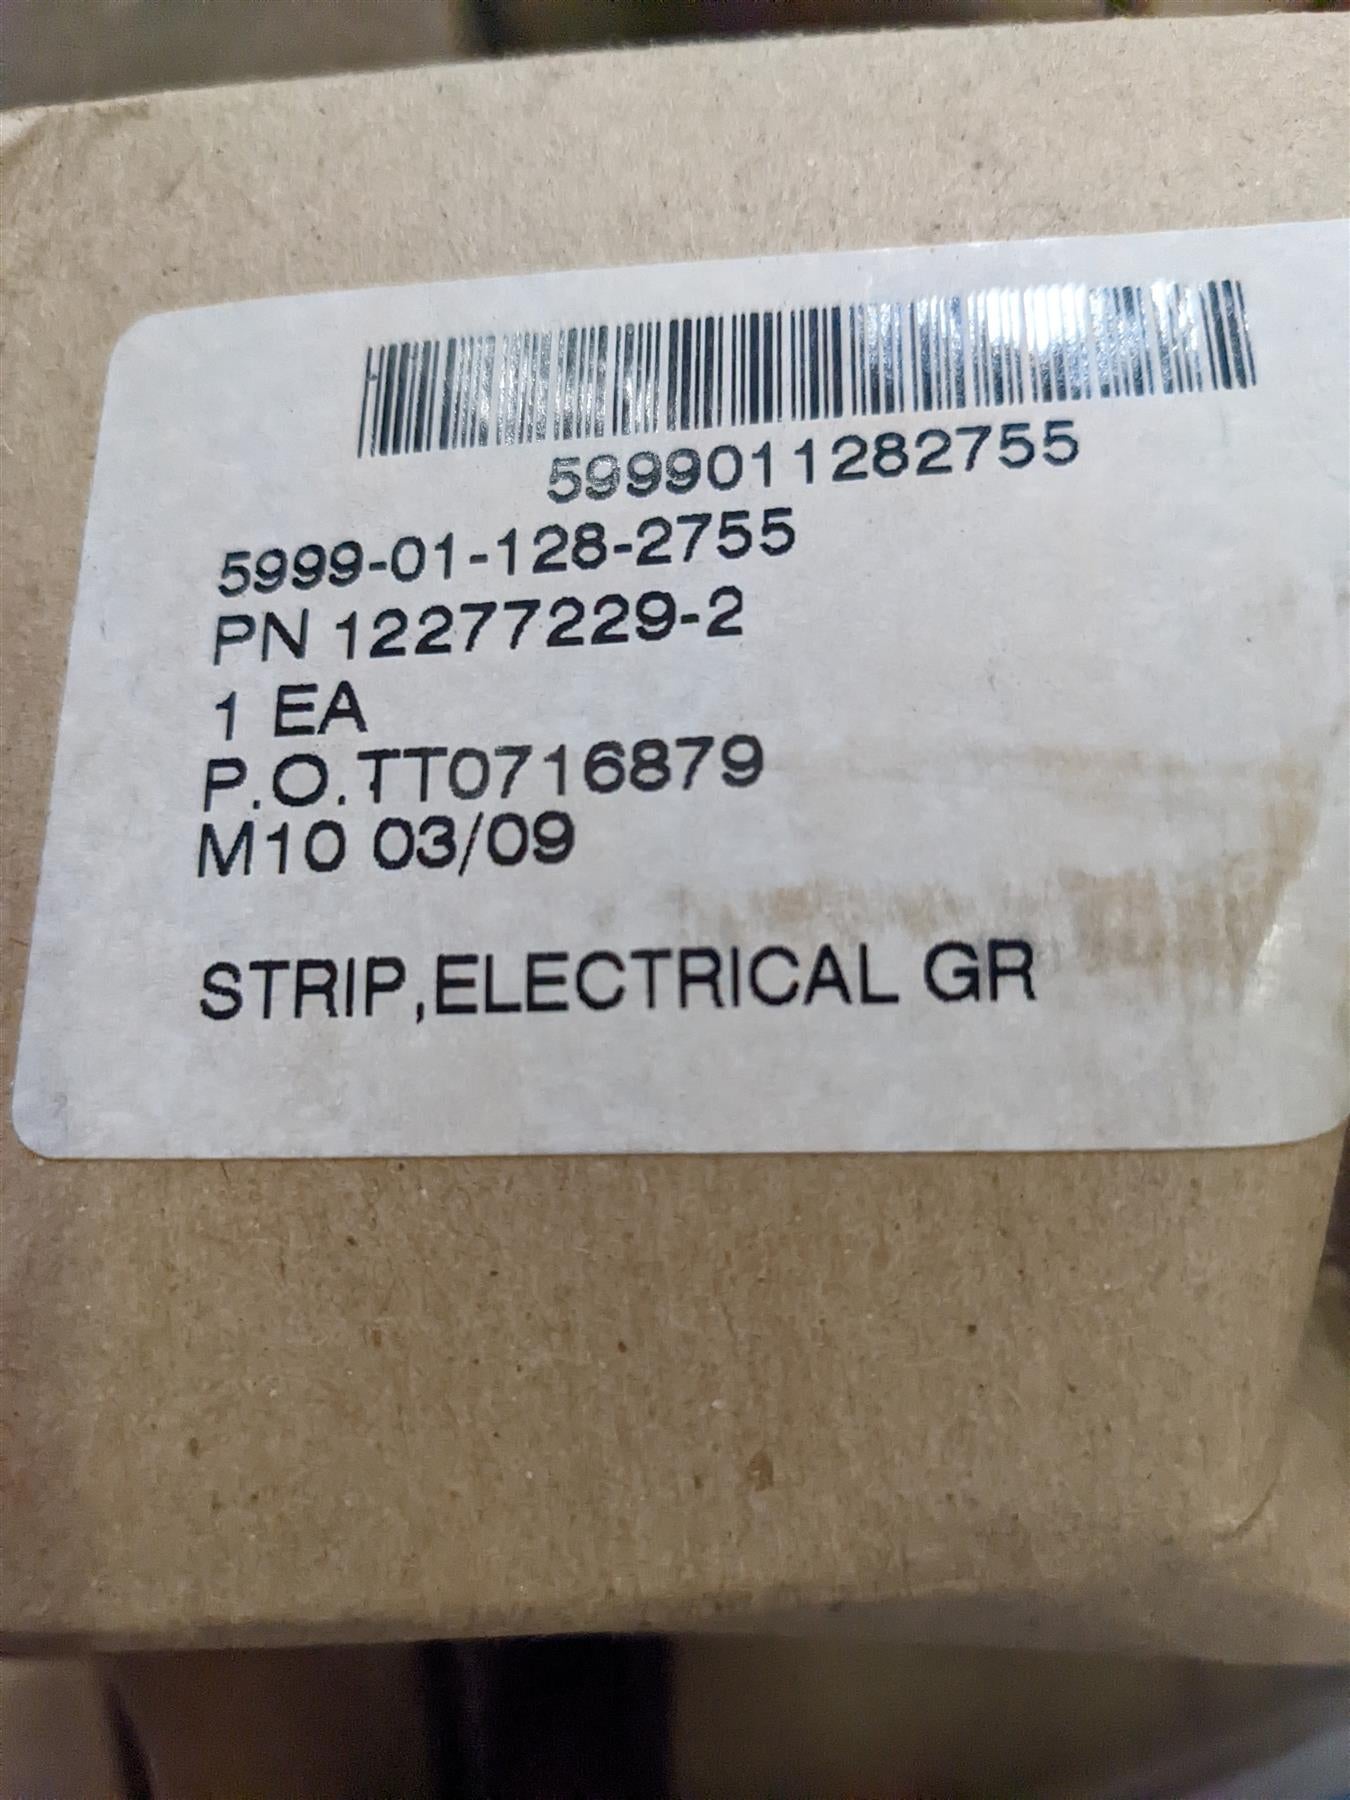 5999011282755
5999-01-128-2755
PN 12277229-2
1 EA
P.O.TT0716879
M10 03/09
STRIP,ELECTRICAL GR